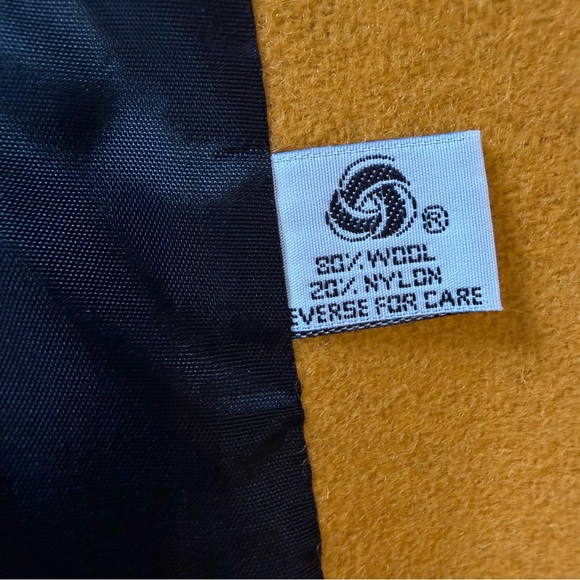 ®
80% WOOL
20% NYLON
EVERSE FOR CARE